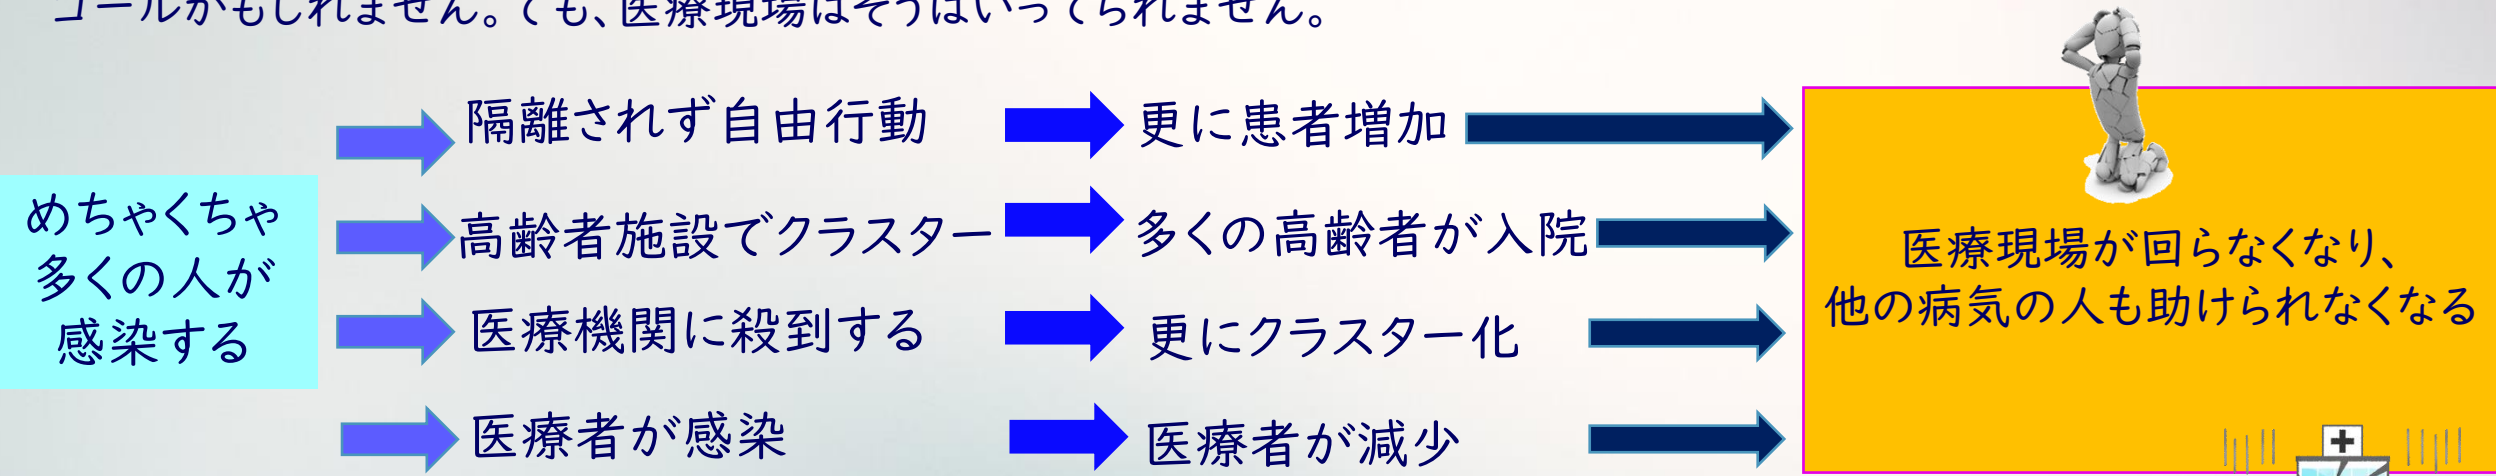 ゴールかもしれません。でも、医療現場はそうはいってられません。
めちゃくちゃ
多くの人が
感染する
隔離されず自由行動
更に患者増加
高齢者施設でクラスター
多くの高齢者が入院
医療機関に殺到する
更にクラスター化
医療者が感染
医療者が減少
医療現場が回らなくなり、
他の病気の人も助けられなくなる